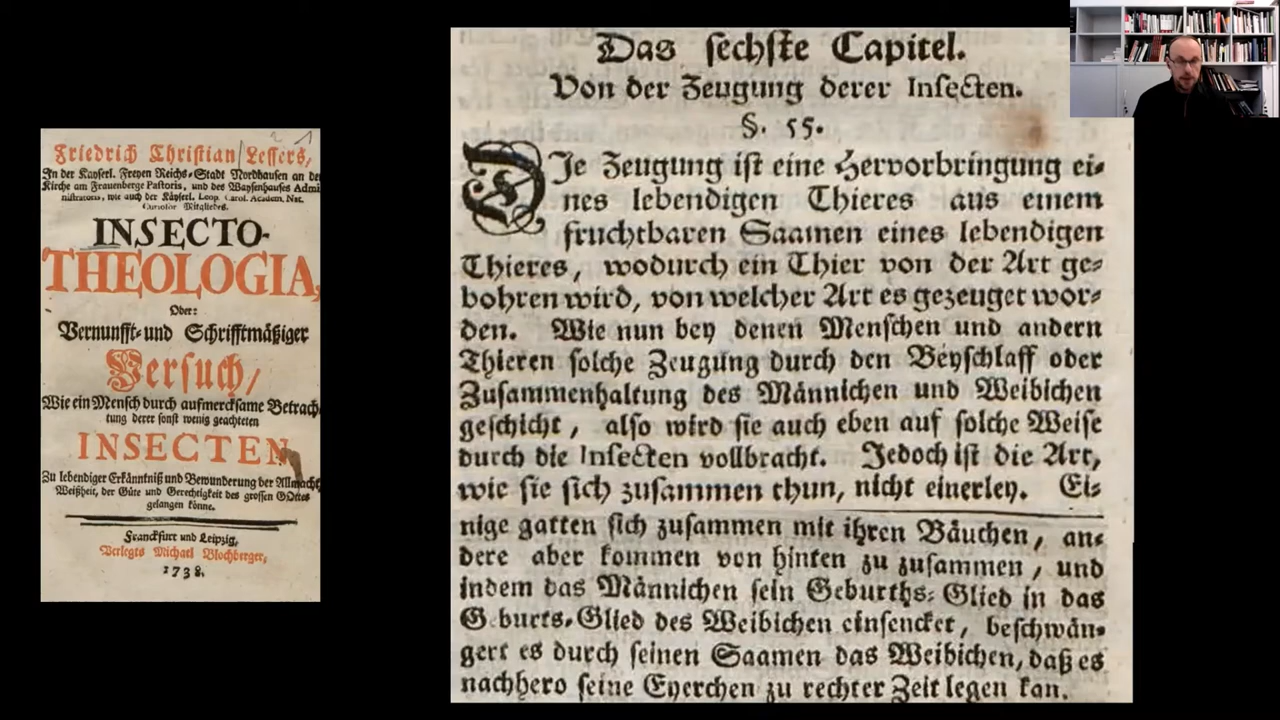 Friedrich Christian Lessers,
In der Kayserl. Freyen Reichs-Stadt Nordhausen an der
Kirche am Frauenberge Pastoris, und des Waysenhauses Admi-
nistratoris, wie auch der Käyserl. Leop. Carol. Academ. Nat.
Curiosor Mitgliedes.
INSECTO-
THEOLOGIA,
Oder:
Vernunfft- und Schrifftmäßiger
Versuch,
Wie ein Mensch durch aufmercksame Betrach-
tung derer sonst wenig geachteten
INSECTEN
Zu lebendiger Erkänntniß und Bewunderung der Allmacht,
Weißheit, der Güte und Gerechtigkeit des grossen GOttes
gelangen könne.
Franckfurt und Leipzig,
Verlegts Michael Blochberger,
1738.
Das sechste Capitel.
Von der Zeugung derer Insecten.
§. 55.
DJe Zeugung ist eine Hervorbringung ei-
nes lebendigen Thieres aus einem
fruchtbaren Saamen eines lebendigen
Thieres, wodurch ein Thier von der Art ge-
bohren wird, von welcher Art es gezeuget wor-
den. Wie nun bey denen Menschen und andern
Thieren solche Zeugung durch den Beyschlaff oder
Zusammenhaltung des Männichen und Weibichen
geschicht, also wird sie auch eben auf solche Weise
durch die Insecten vollbracht. Jedoch ist die Art,
wie sie sich zusammen thun, nicht einerley. Ei-
nige gatten sich zusammen mit ihren Bäuchen, an-
dere aber kommen von hinten zu zusammen, und
indem das Männichen sein Geburths-Glied in das
Geburts-Glied des Weibichen einsencket, beschwän-
gert es durch seinen Saamen das Weibichen, daß es
nachhero seine Eyerchen zu rechter Zeit legen kan.